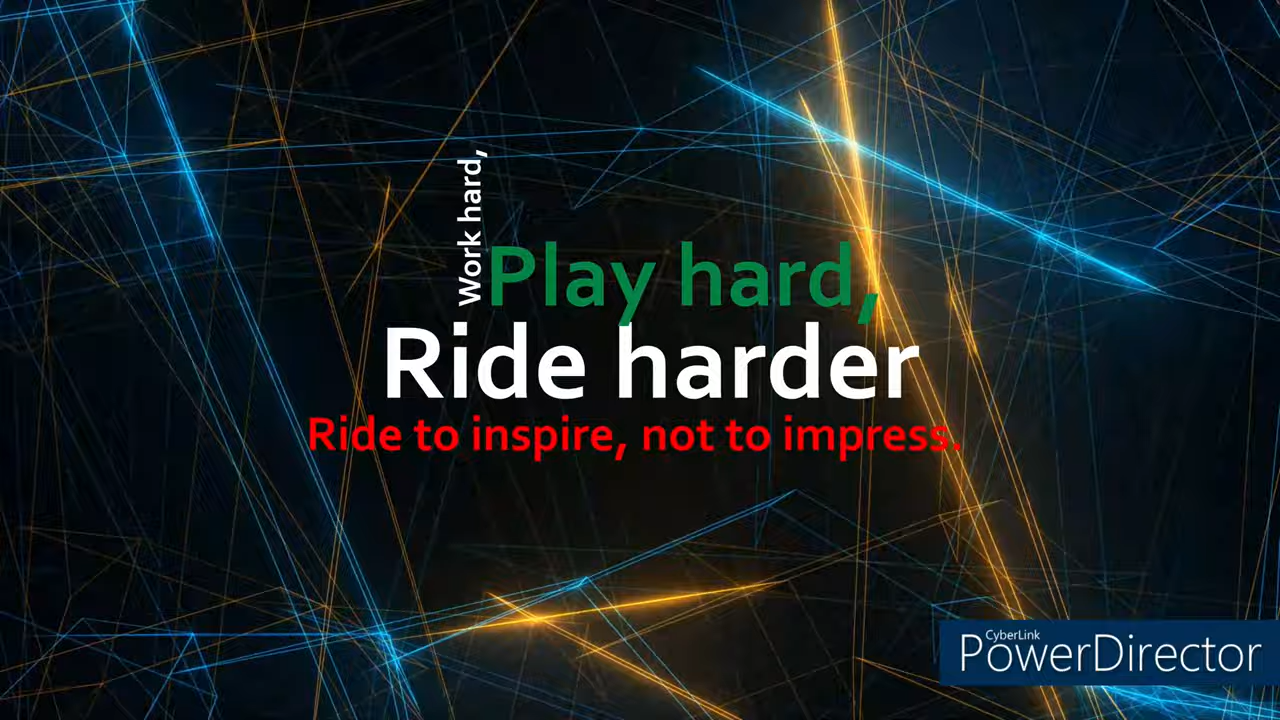 Work hard,
Play hard,
Ride harder
Ride to inspire, not to impress.
CyberLink
PowerDirector